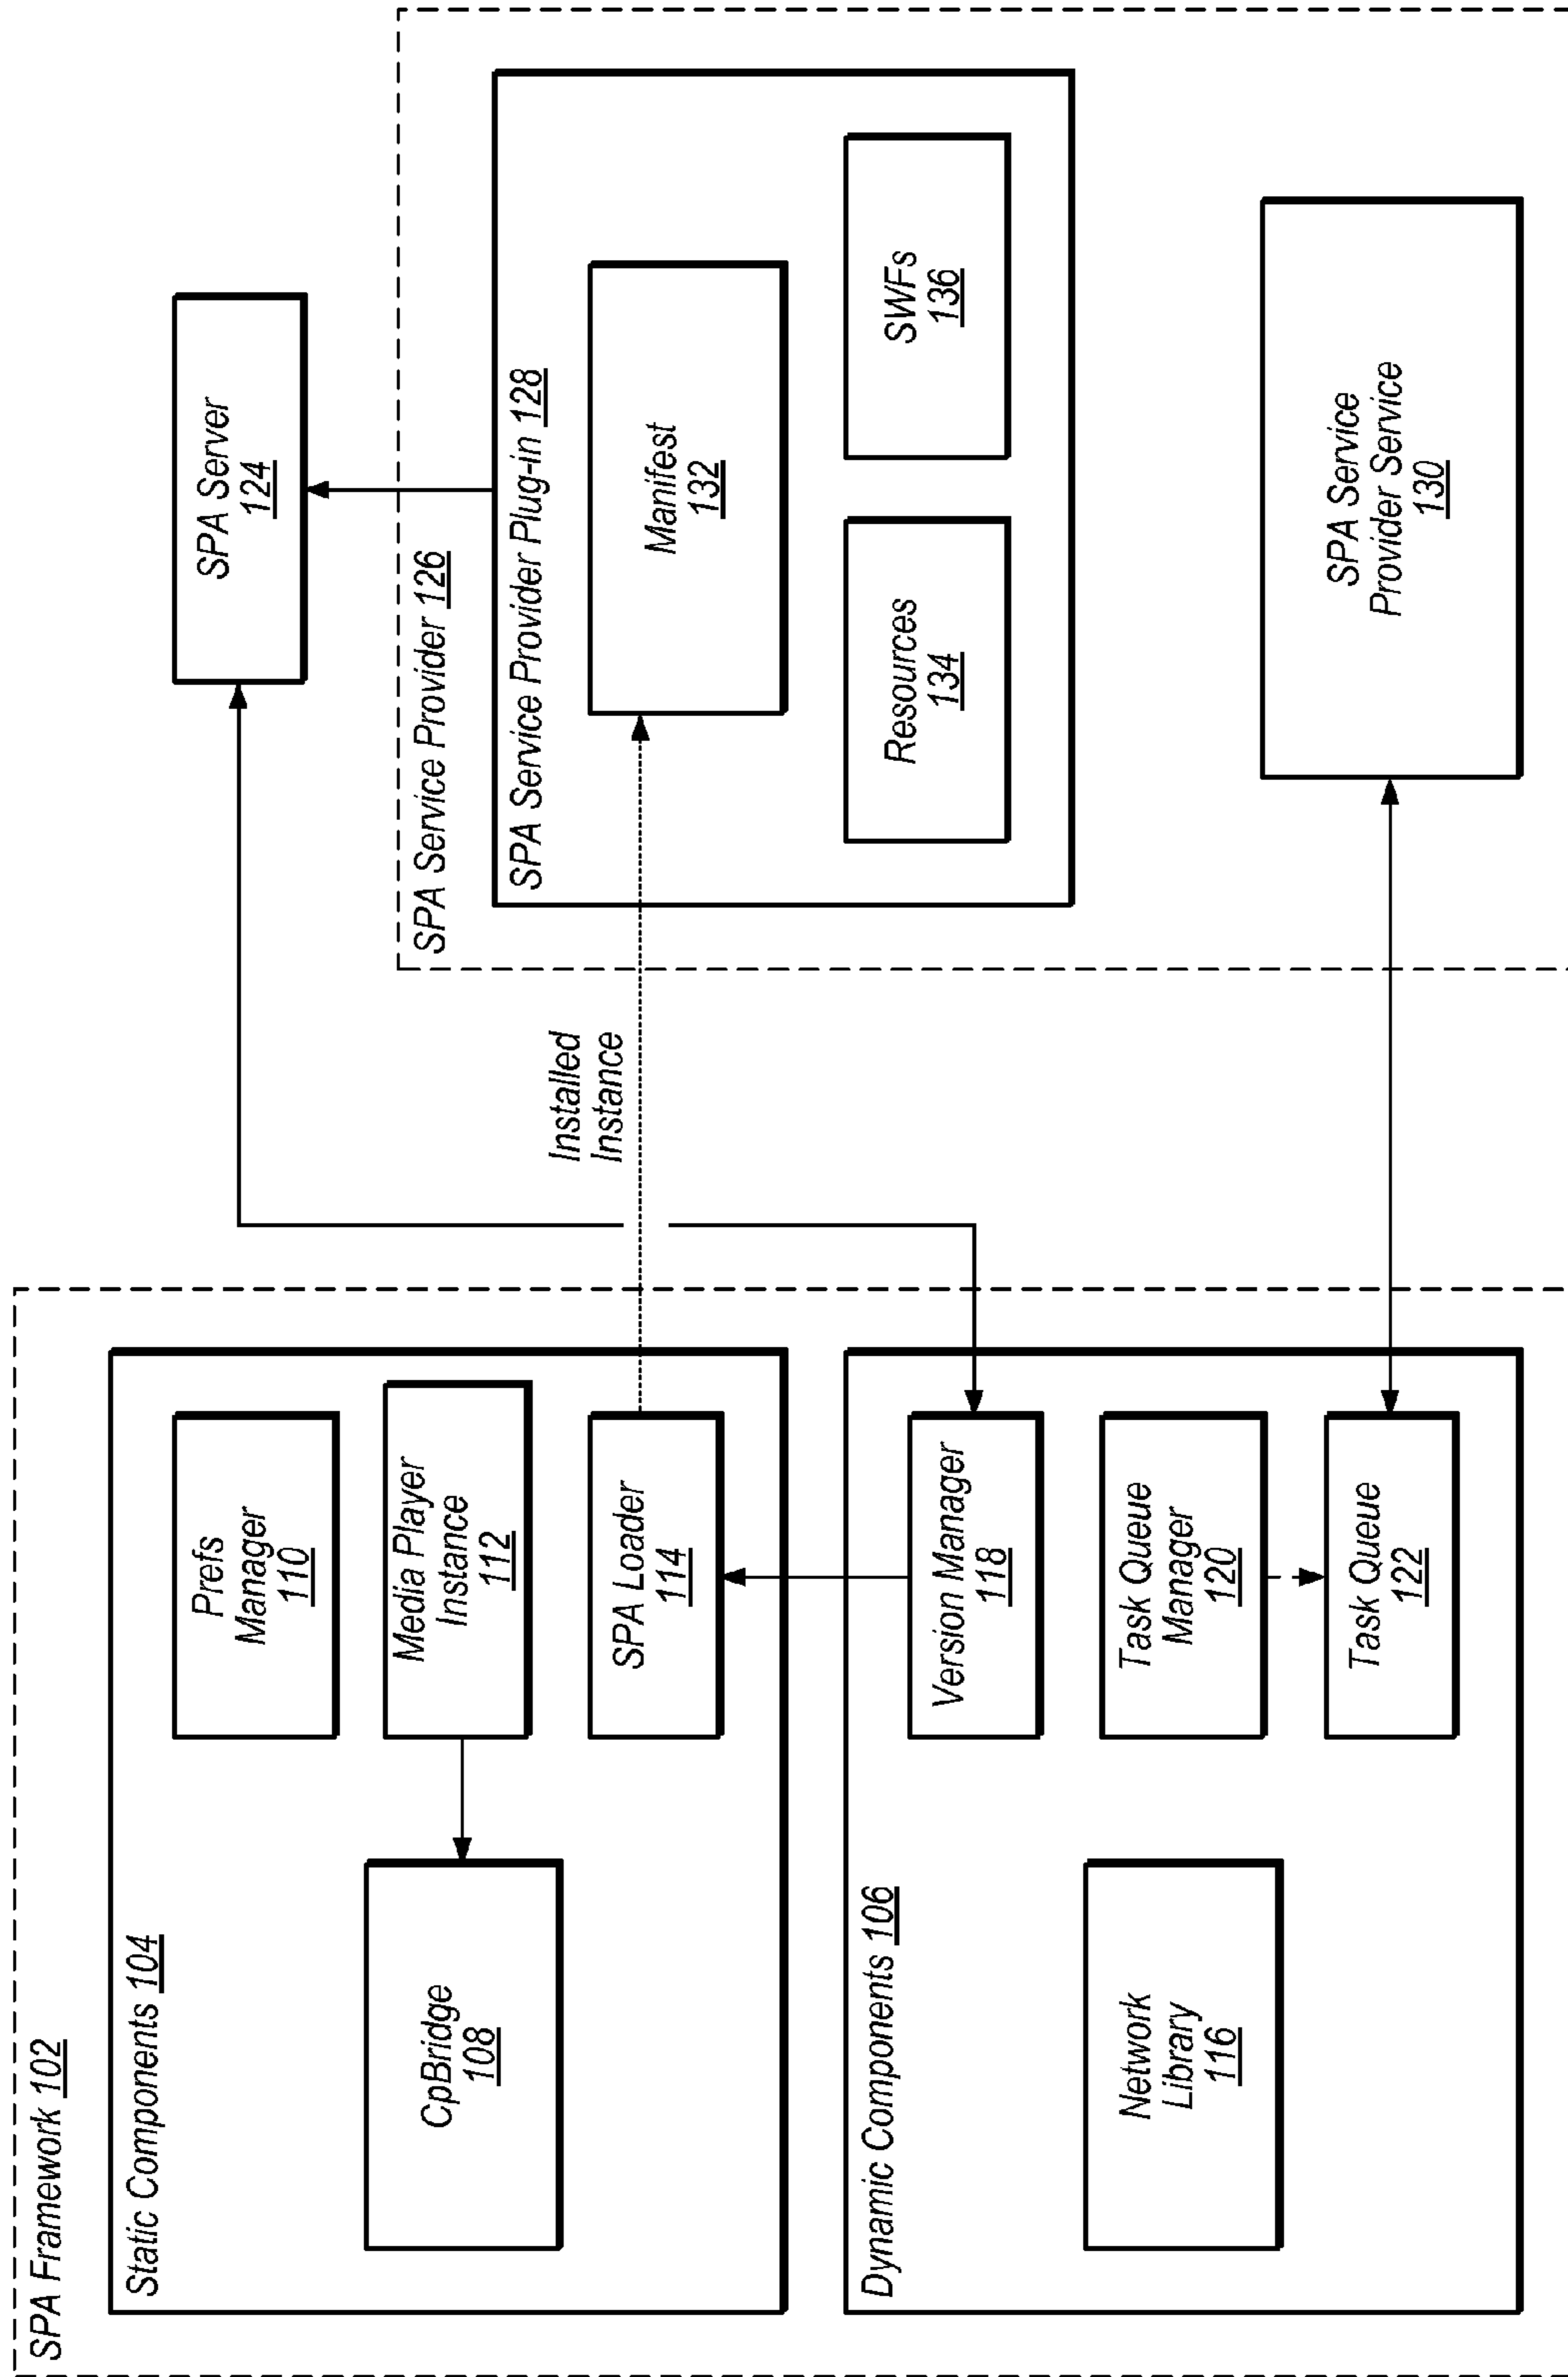 SPA Framework 102
Static Components 104
CpBridge
108
Prefs
Manager
110
Media Player
Instance
112
SPA Loader
114
Dynamic Components 106
Network
Library
116
Version Manager
118
Task Queue
Manager
120
Task Queue
122
Installed
Instance
SPA Server
124
SPA Service Provider 126
SPA Service Provider Plug-in 128
Manifest
132
Resources
134
SWFs
136
SPA Service
Provider Service
130